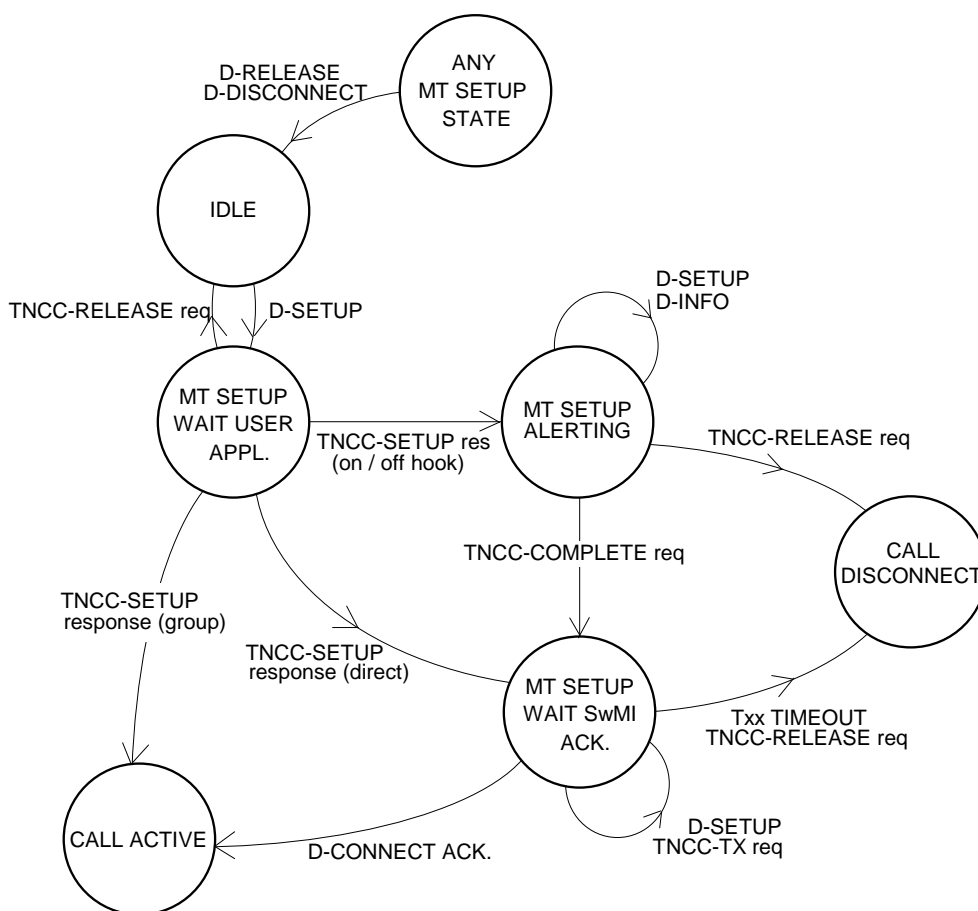 ANY
MT SETUP
STATE
D-RELEASE
D-DISCONNECT
IDLE
TNCC-RELEASE req
D-SETUP
D-SETUP
D-INFO
MT SETUP
WAIT USER
APPL.
TNCC-SETUP res
(on / off hook)
MT SETUP
ALERTING
TNCC-RELEASE req
TNCC-COMPLETE req
CALL
DISCONNECT
TNCC-SETUP
response (group)
TNCC-SETUP
response (direct)
MT SETUP
WAIT SwMI
ACK.
Txx TIMEOUT
TNCC-RELEASE req
CALL ACTIVE
D-CONNECT ACK.
D-SETUP
TNCC-TX req